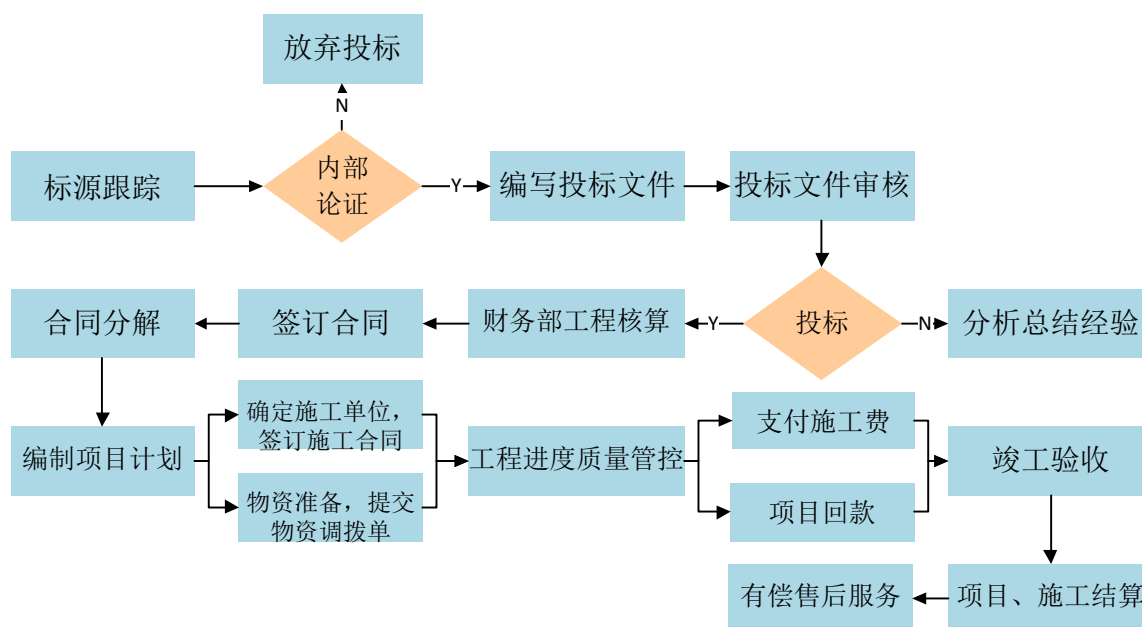 放弃投标
N
标源跟踪
内部
论证
Y
编写投标文件
投标文件审核
合同分解
签订合同
财务部工程核算
Y
投标
N
分析总结经验
编制项目计划
确定施工单位，
签订施工合同
物资准备，提交
物资调拨单
工程进度质量管控
支付施工费
项目回款
竣工验收
有偿售后服务
项目、施工结算